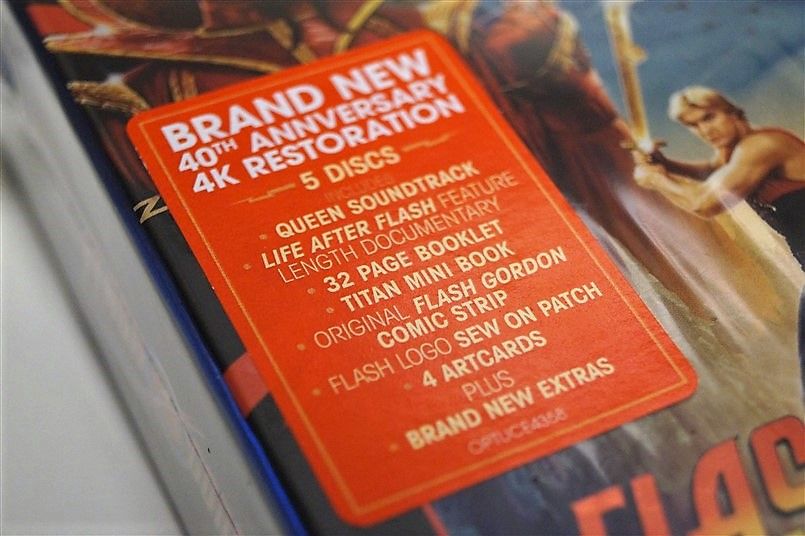 BRAND NEW
40TH ANNIVERSARY
4K RESTORATION
5 DISCS
INCLUDES
• QUEEN SOUNDTRACK
• LIFE AFTER FLASH FEATURE
LENGTH DOCUMENTARY
• 32 PAGE BOOKLET
• TITAN MINI BOOK
• ORIGINAL FLASH GORDON
COMIC STRIP
• FLASH LOGO SEW ON PATCH
• 4 ARTCARDS
PLUS
• BRAND NEW EXTRAS
OPTUCE4368
FLAS